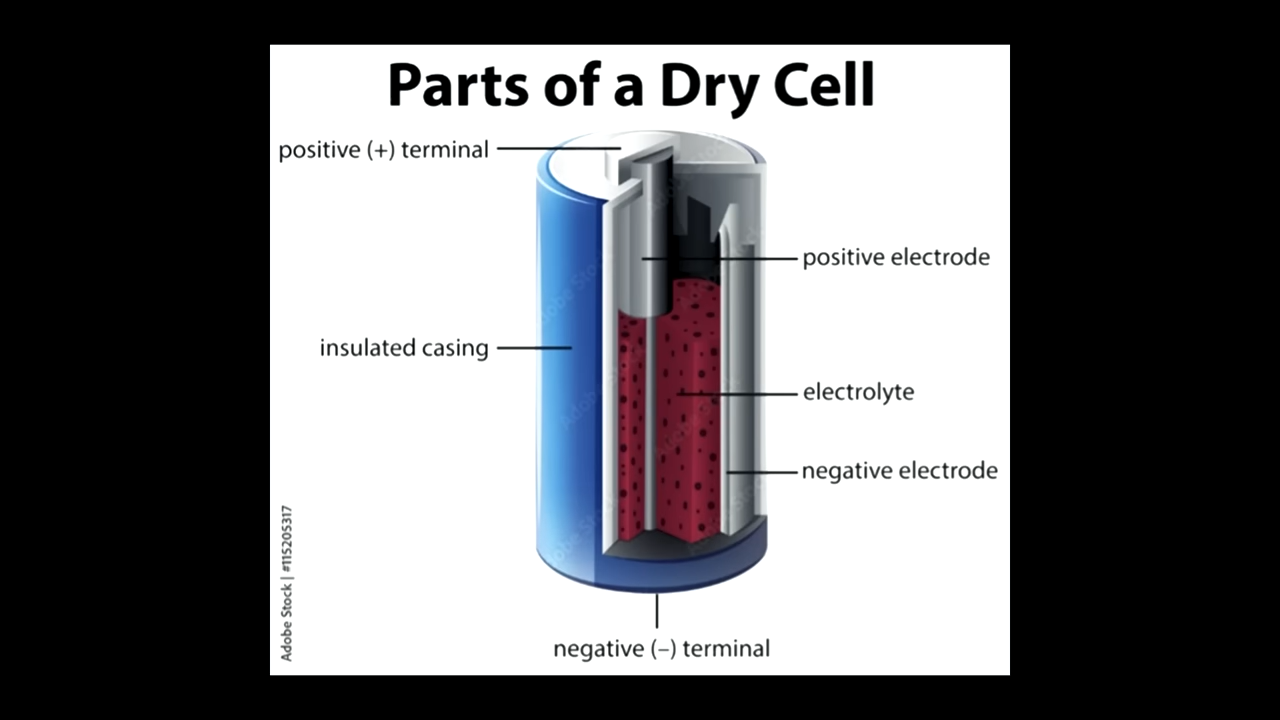 Parts of a Dry Cell
positive (+) terminal
positive electrode
insulated casing
electrolyte
negative electrode
negative (–) terminal
Adobe Stock | #115205317